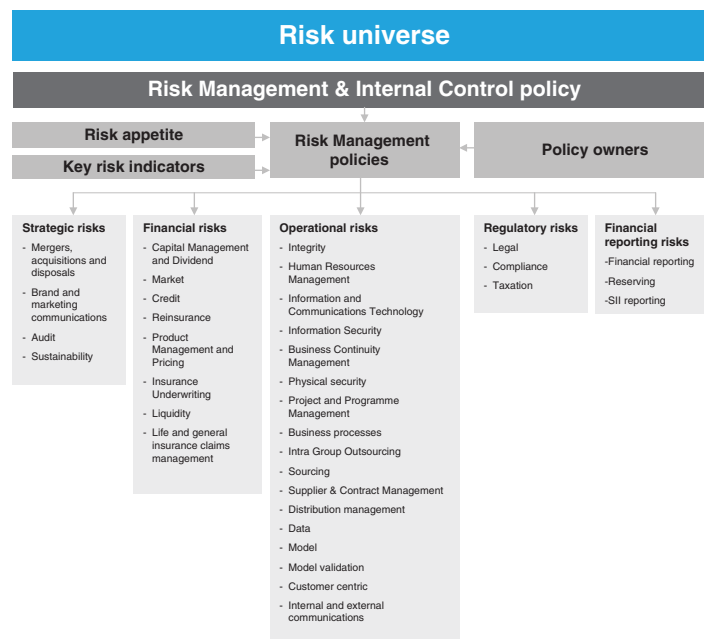 Risk universe
Risk Management & Internal Control policy
Risk appetite
Key risk indicators
Risk Management
policies
Policy owners
Strategic risks
- Mergers,
acquisitions and
disposals
- Brand and
marketing
communications
- Audit
- Sustainability
Financial risks
- Capital Management
and Dividend
- Market
- Credit
- Reinsurance
- Product
Management and
Pricing
- Insurance
Underwriting
- Liquidity
- Life and general
insurance claims
management
Operational risks
- Integrity
- Human Resources
Management
- Information and
Communications Technology
- Information Security
- Business Continuity
Management
- Physical security
- Project and Programme
Management
- Business processes
- Intra Group Outsourcing
- Sourcing
- Supplier & Contract Management
- Distribution management
- Data
- Model
- Model validation
- Customer centric
- Internal and external
communications
Regulatory risks
- Legal
- Compliance
- Taxation
Financial
reporting risks
-Financial reporting
-Reserving
-SII reporting